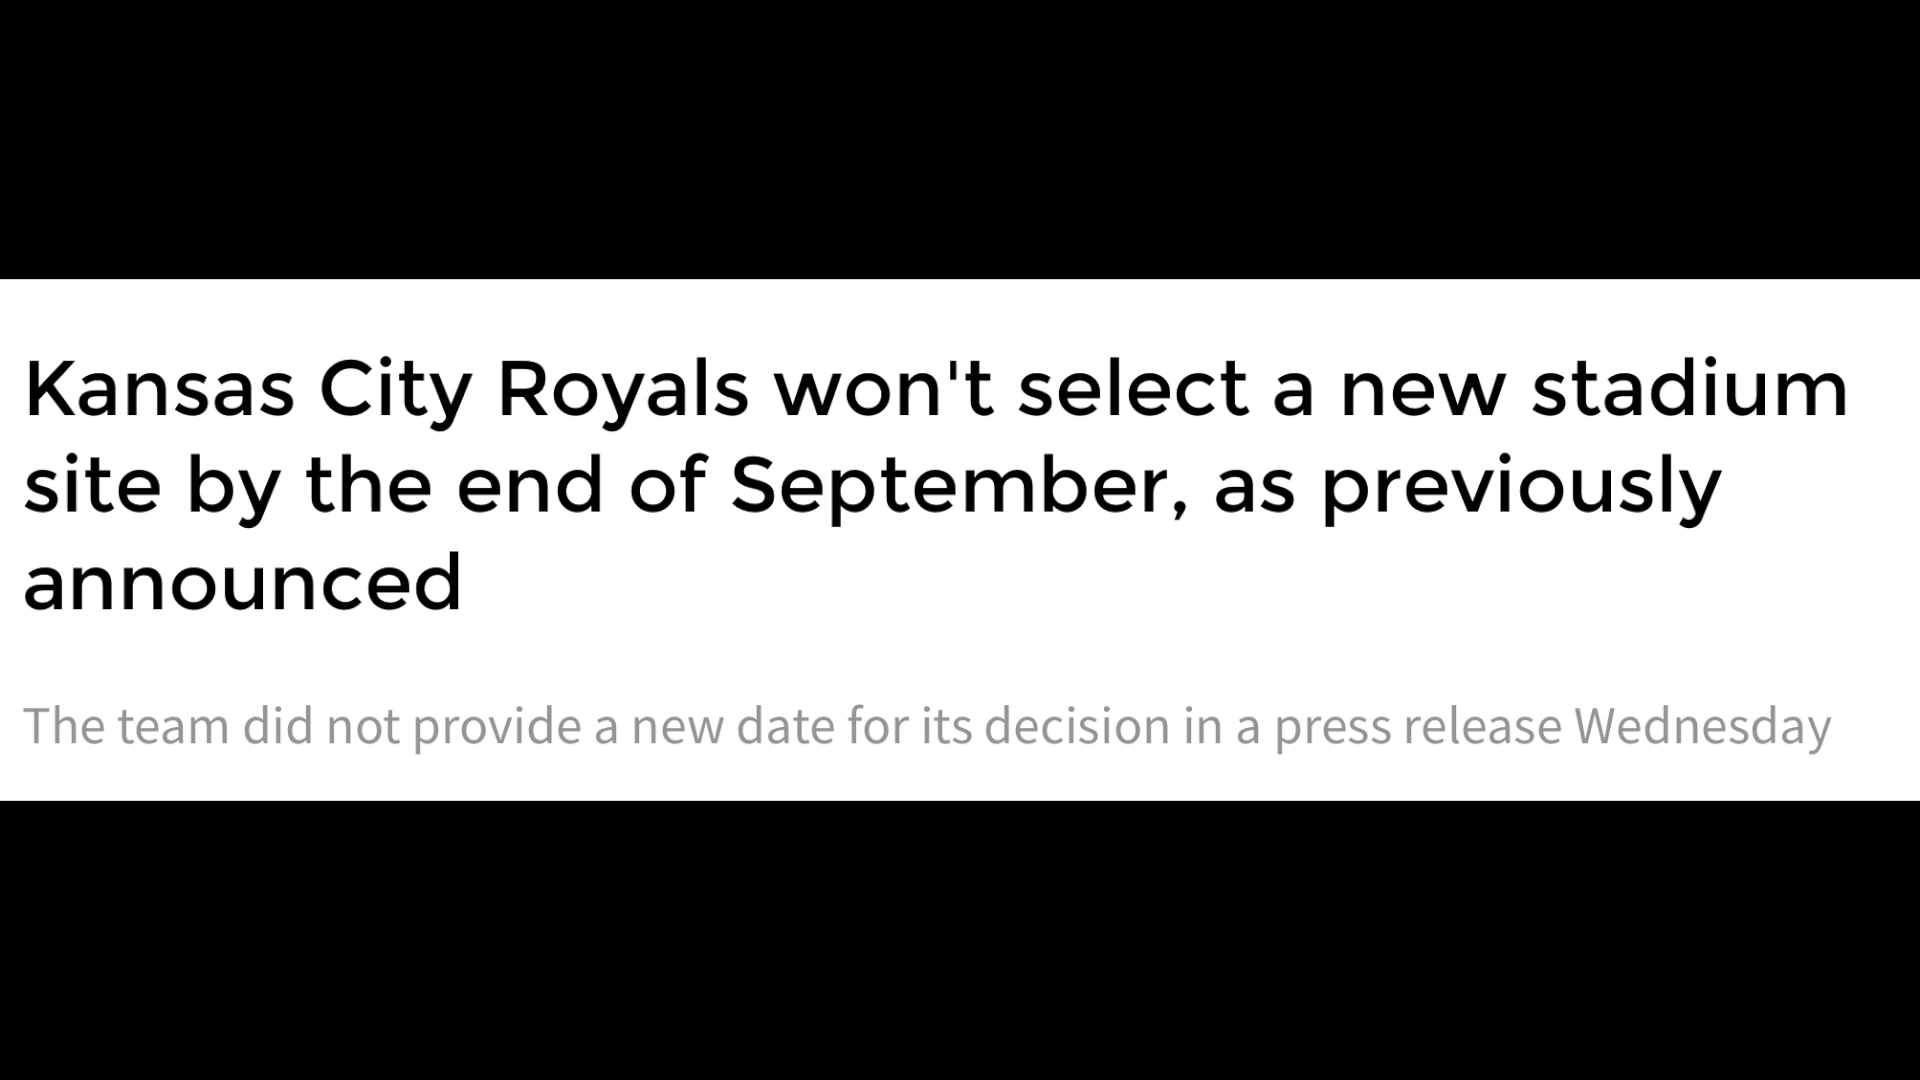 Kansas City Royals won't select a new stadium
site by the end of September, as previously
announced
The team did not provide a new date for its decision in a press release Wednesday